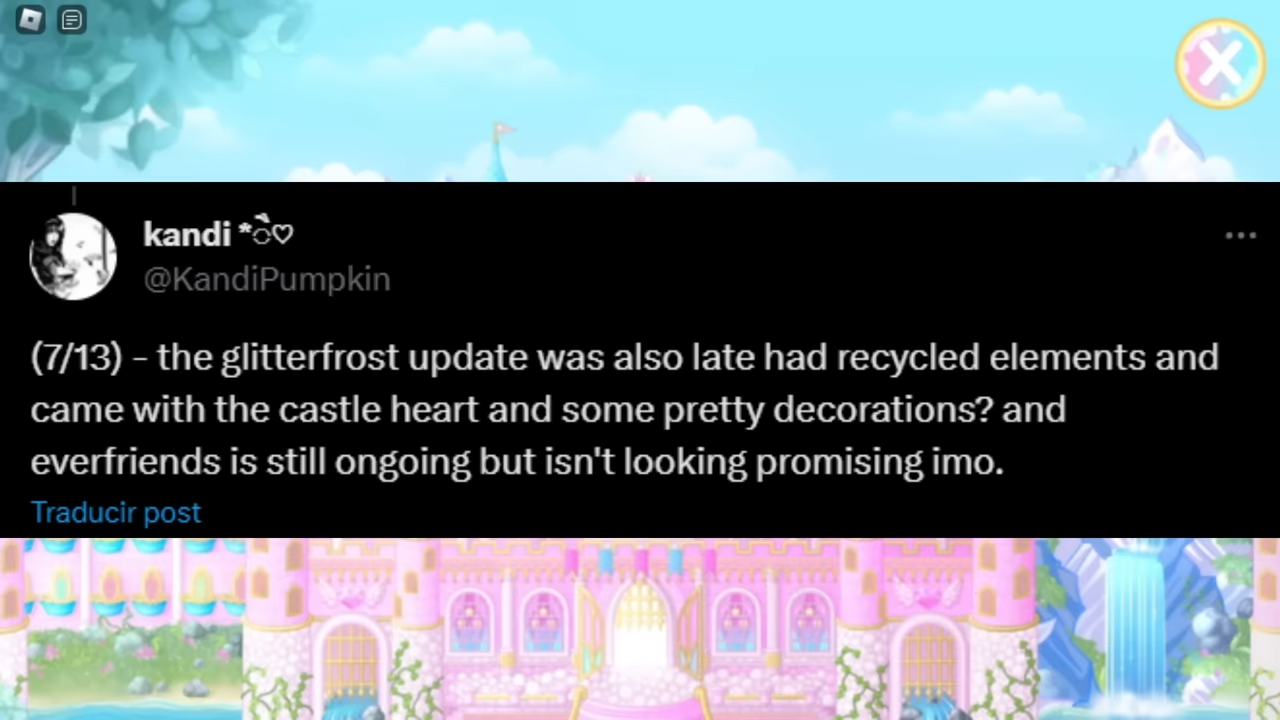 kandi *ੈ♡
@KandiPumpkin
(7/13) - the glitterfrost update was also late had recycled elements and
came with the castle heart and some pretty decorations? and
everfriends is still ongoing but isn't looking promising imo.
Traducir post